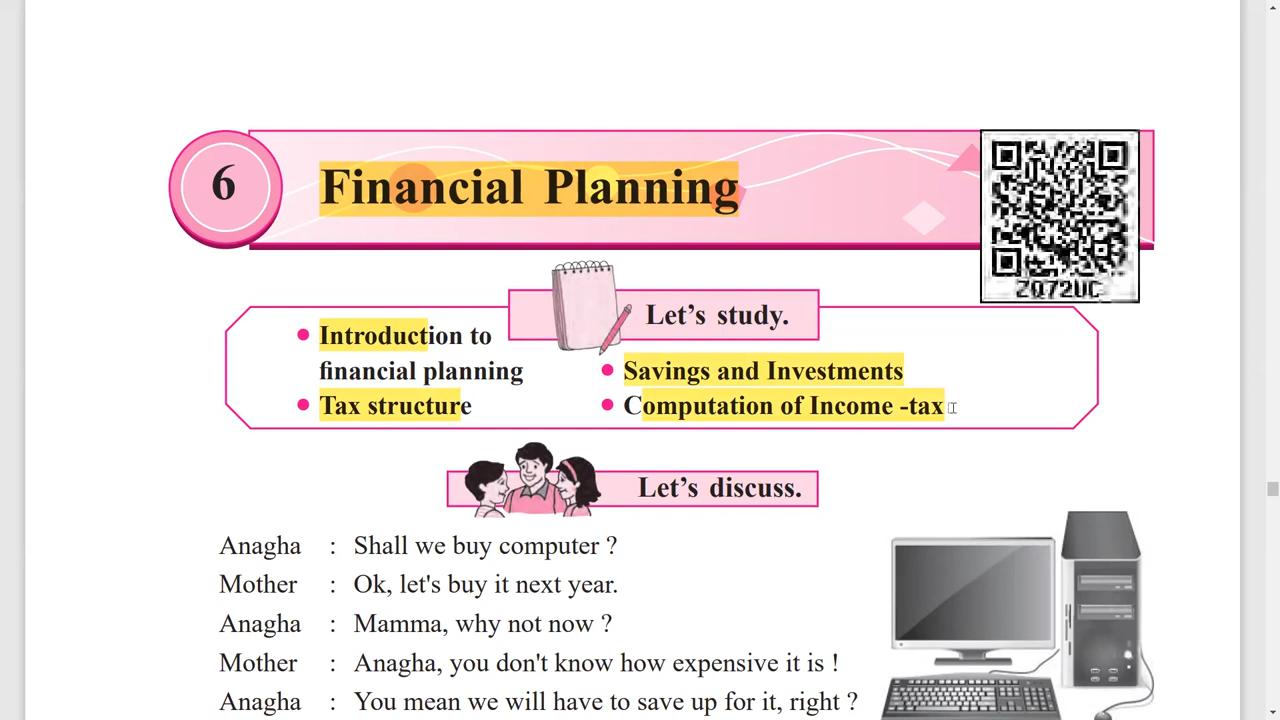 6
Financial Planning
ZQ72UC
Let's study.
• Introduction to
financial planning
• Savings and Investments
• Tax structure
• Computation of Income -tax
Let's discuss.
Anagha : Shall we buy computer ?
Mother : Ok, let's buy it next year.
Anagha : Mamma, why not now ?
Mother : Anagha, you don't know how expensive it is !
Anagha : You mean we will have to save up for it, right ?